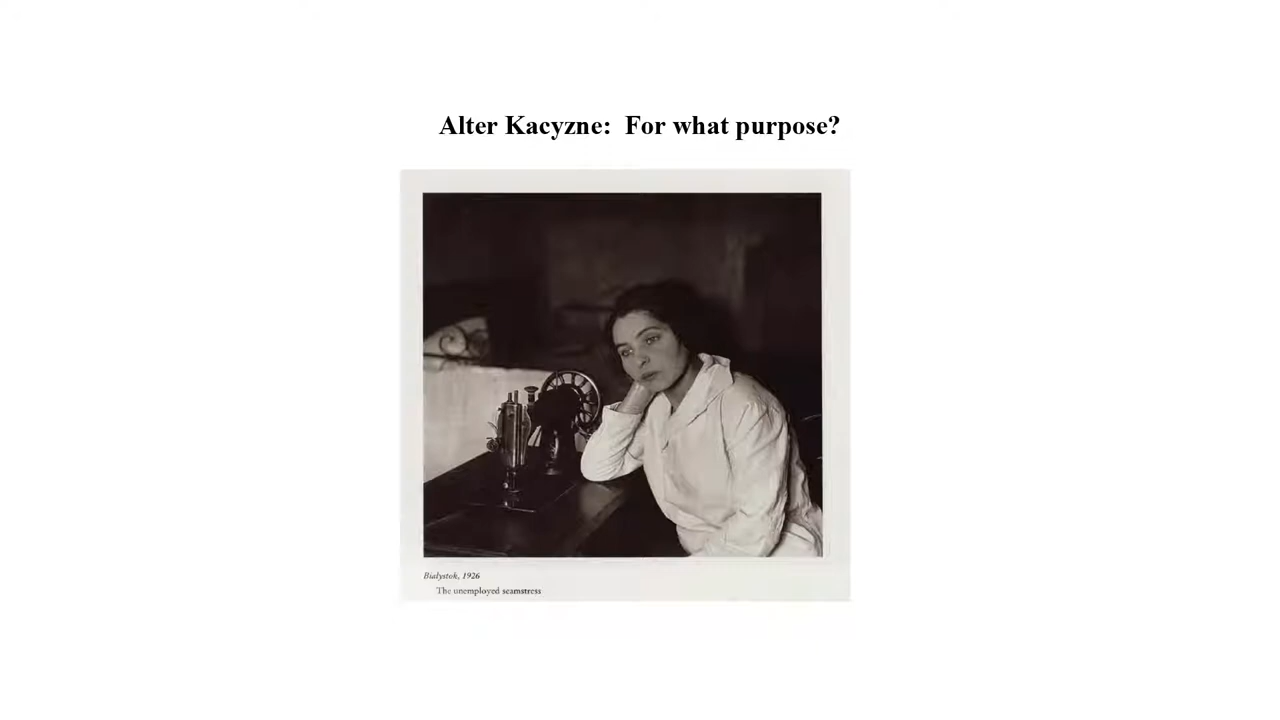 Alter Kacyzne:  For what purpose?
Bialystok, 1926
The unemployed seamstress